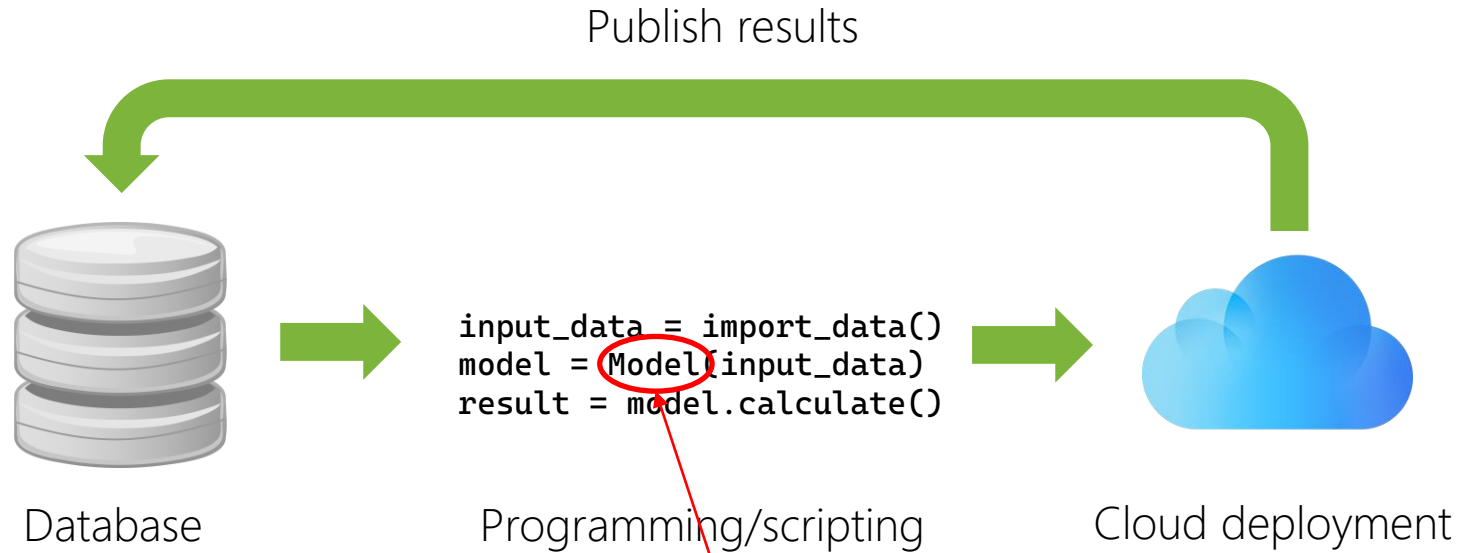 Publish results
input_data = import_data()
model = Model(input_data)
result = model.calculate()
Database
Programming/scripting
Cloud deployment